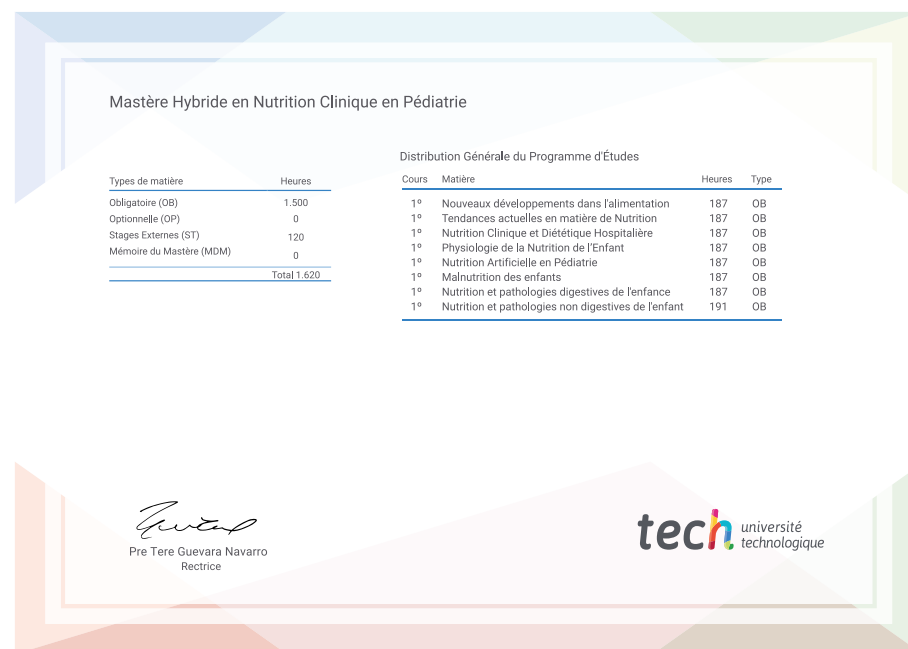 Mastère Hybride en Nutrition Clinique en Pédiatrie
Types de matière Heures
Obligatoire (OB) 1.500
Optionnelle (OP) 0
Stages Externes (ST) 120
Mémoire du Mastère (MDM) 0
Total 1.620
Distribution Générale du Programme d'Études
Cours Matière Heures Type
1º Nouveaux développements dans l'alimentation 187 OB
1º Tendances actuelles en matière de Nutrition 187 OB
1º Nutrition Clinique et Diététique Hospitalière 187 OB
1º Physiologie de la Nutrition de l'Enfant 187 OB
1º Nutrition Artificielle en Pédiatrie 187 OB
1º Malnutrition des enfants 187 OB
1º Nutrition et pathologies digestives de l'enfance 187 OB
1º Nutrition et pathologies non digestives de l'enfant 191 OB
Pre Tere Guevara Navarro
Rectrice
tech université
technologique